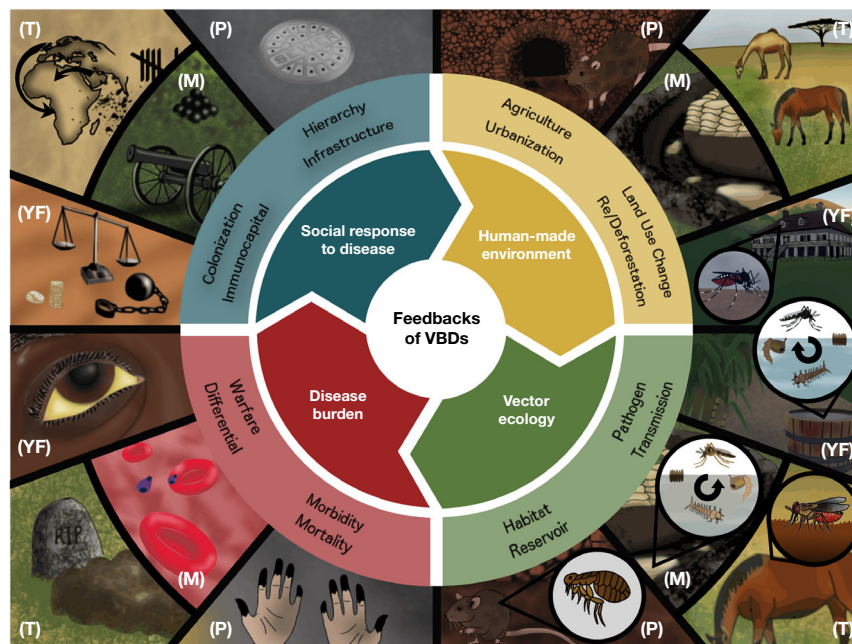 (T)
(P)
(P)
(T)
(M)
(M)
Hierarchy
Infrastructure
Agriculture
Urbanization
Colonization
Immunocapital
Land Use Change
Re/Deforestation
(YF)
(YF)
Social response
to disease
Human-made
environment
Feedbacks
of VBDs
Disease
burden
Vector
ecology
Warfare
Differential
Pathogen
Transmission
(YF)
(YF)
Morbidity
Mortality
Habitat
Reservoir
R.I.P.
(M)
(M)
(T)
(P)
(P)
(T)